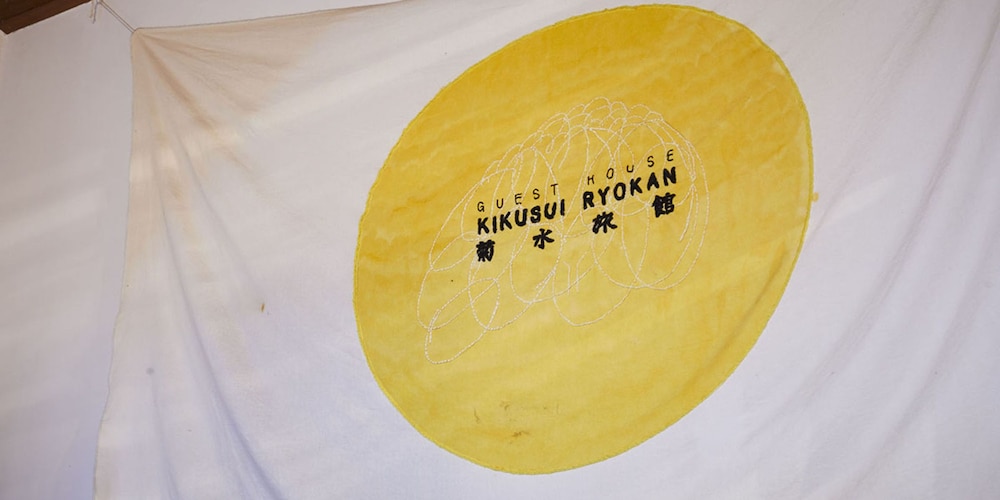 GUEST HOUSE
KIKUSUI RYOKAN
菊水旅館